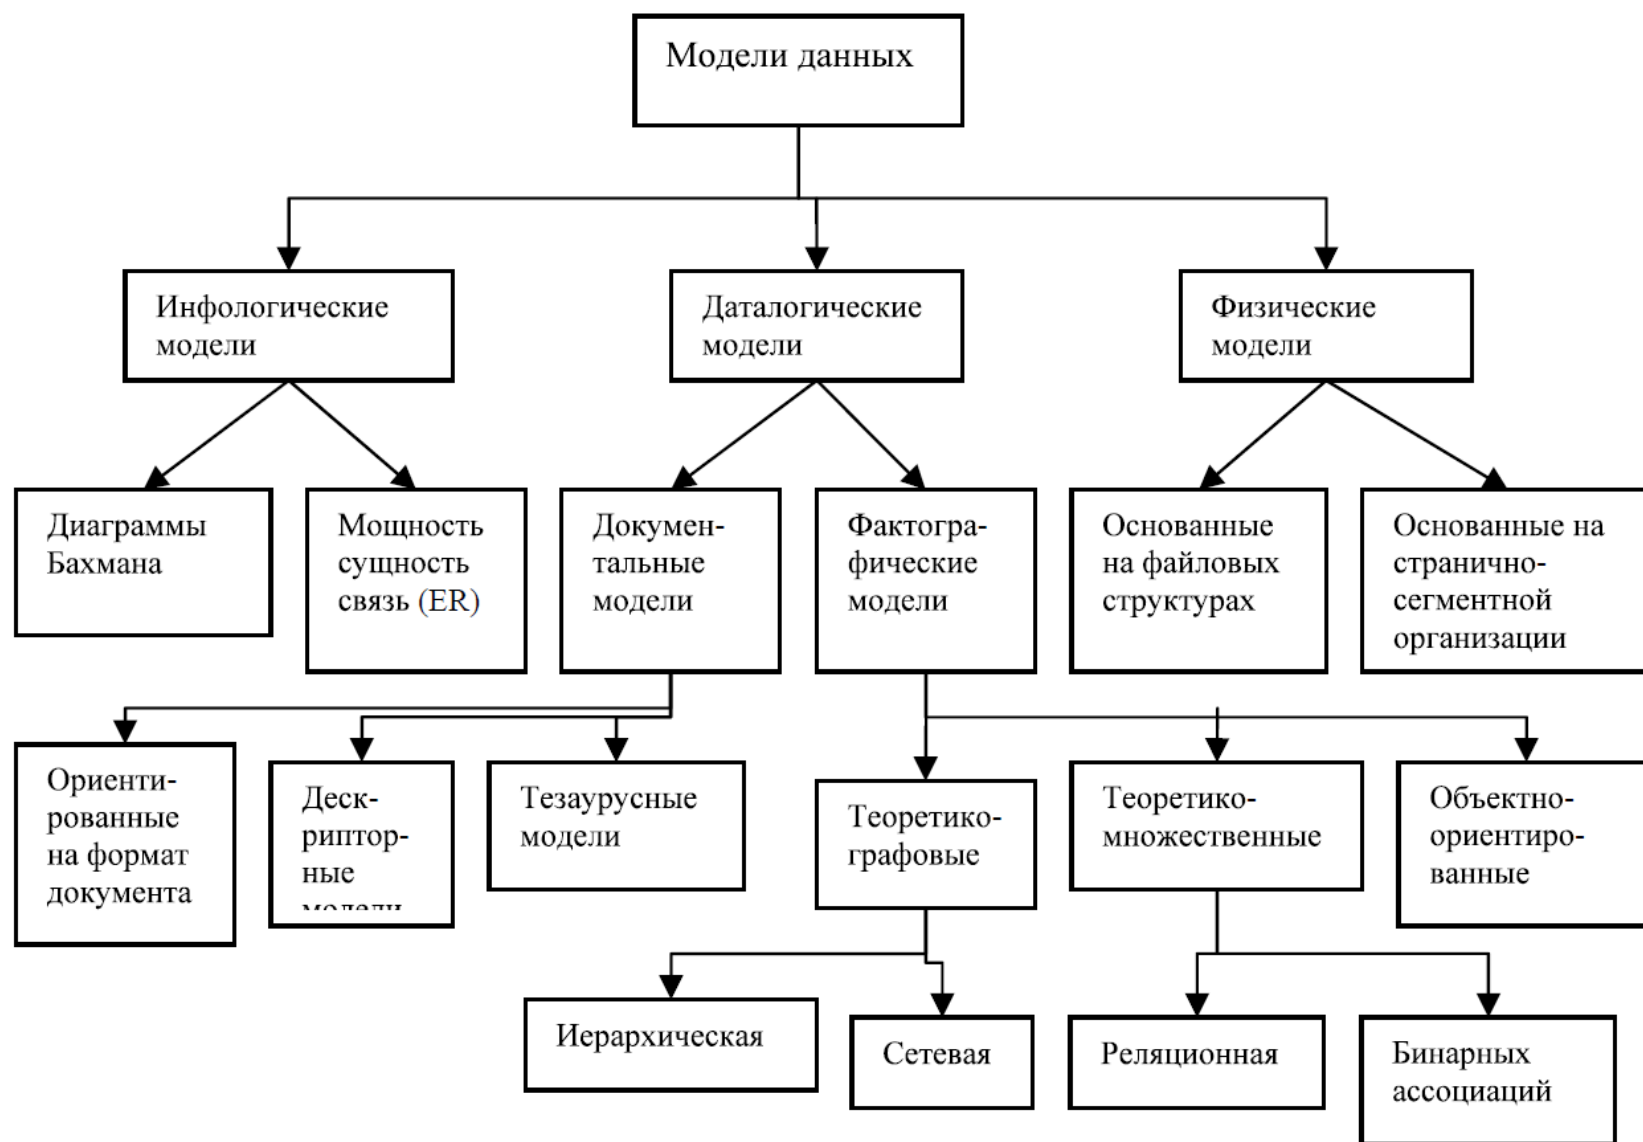 Модели данных
Инфологические
модели
Даталогические
модели
Физические
модели
Диаграммы
Бахмана
Мощность
сущность
связь (ER)
Докумен-
тальные
модели
Фактогра-
фические
модели
Основанные
на файловых
структурах
Основанные на
странично-
сегментной
организации
Ориенти-
рованные
на формат
документа
Деск-
риптор-
ные
модели
Тезаурусные
модели
Теоретико-
графовые
Теоретико-
множественные
Объектно-
ориентиро-
ванные
Иерархическая
Сетевая
Реляционная
Бинарных
ассоциаций